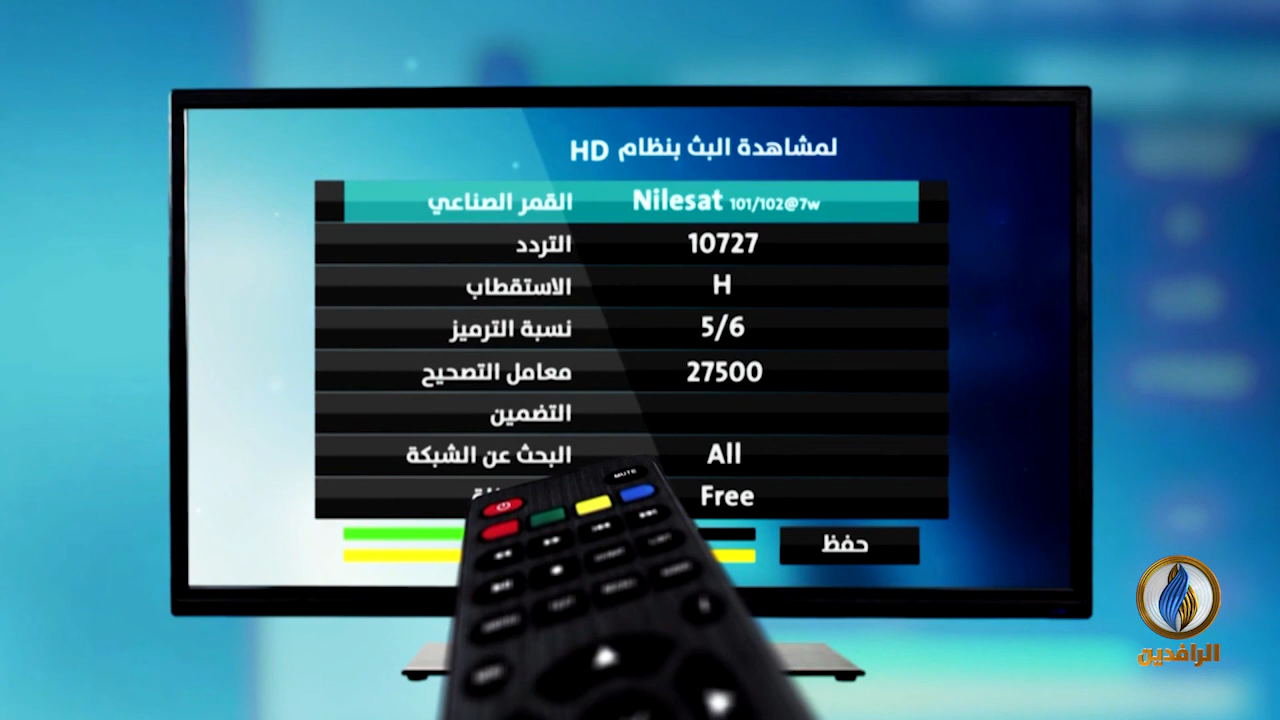 لمشاهدة البث بنظام HD
القمر الصناعي Nilesat 101/102@7w
التردد 10727
الاستقطاب H
نسبة الترميز 5/6
معامل التصحيح 27500
التضمين
البحث عن الشبكة All
Free
حفظ
MUTE
الرافدين